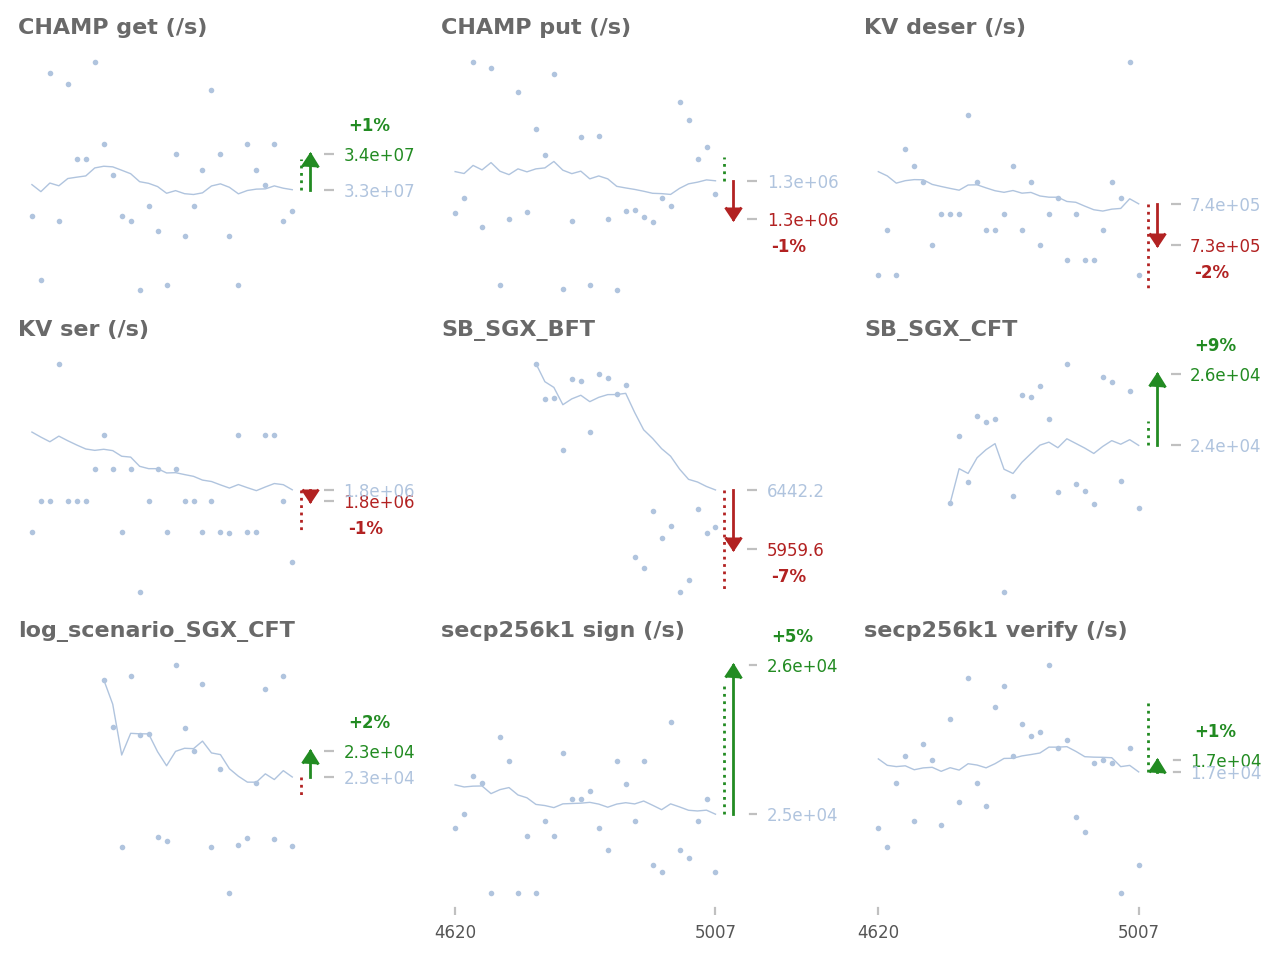 CHAMP get (/s)
+1%
3.4e+07
3.3e+07
CHAMP put (/s)
1.3e+06
1.3e+06
-1%
KV deser (/s)
7.4e+05
7.3e+05
-2%
KV ser (/s)
1.8e+06
1.8e+06
-1%
SB_SGX_BFT
6442.2
5959.6
-7%
SB_SGX_CFT
+9%
2.6e+04
2.4e+04
log_scenario_SGX_CFT
+2%
2.3e+04
2.3e+04
secp256k1 sign (/s)
+5%
2.6e+04
2.5e+04
4620 5007
secp256k1 verify (/s)
+1%
1.7e+04
1.7e+04
4620 5007